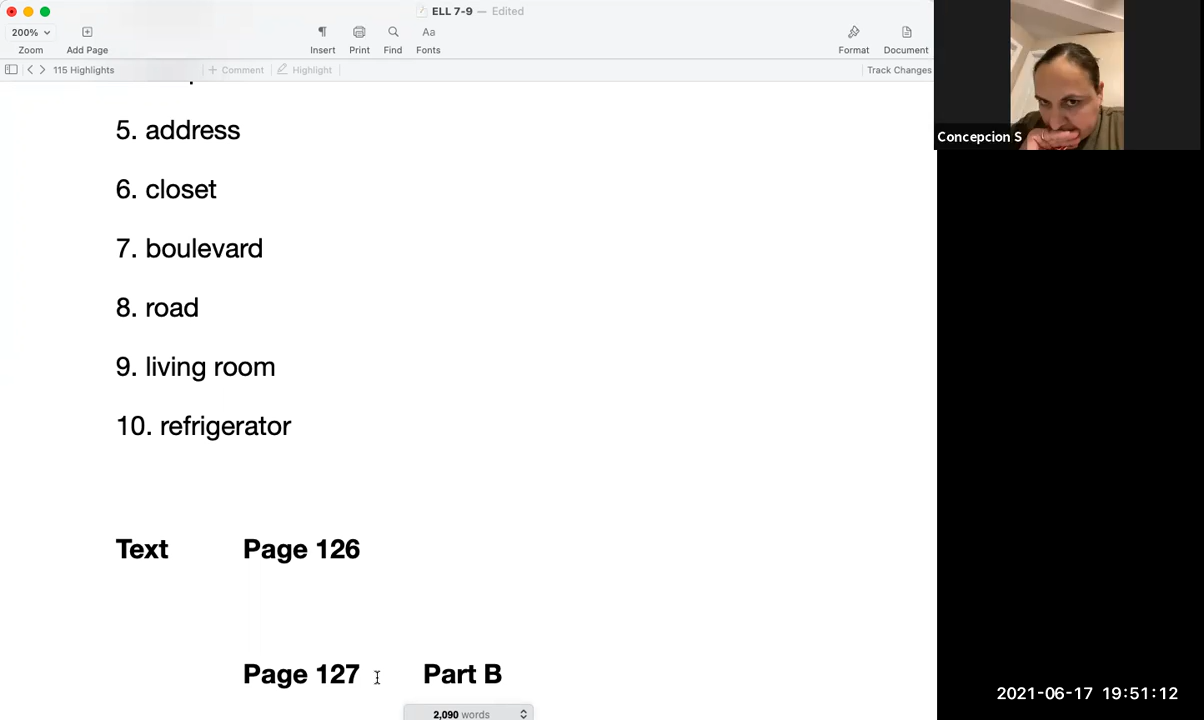 ELL 7-9 — Edited
200%
Zoom
Add Page
Insert
Print
Find
Aa
Fonts
Format
Document
115 Highlights
+ Comment
Highlight
Track Changes
5. address
6. closet
7. boulevard
8. road
9. living room
10. refrigerator
Text Page 126
Page 127 Part B
2,090 words
Concepcion S
2021-06-17 19:51:12